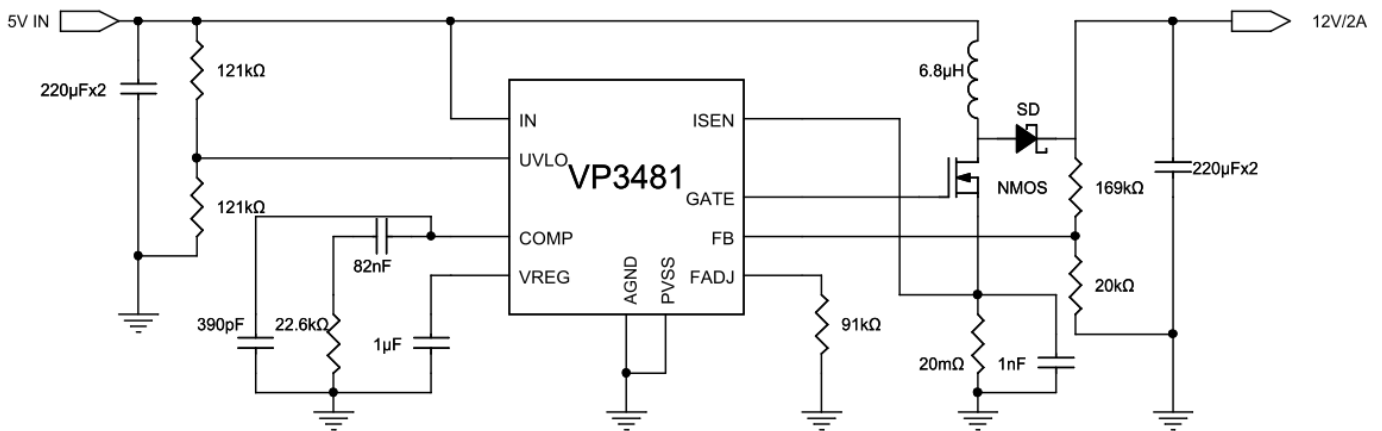 5V IN
12V/2A
220µFx2
121kΩ
6.8µH
SD
IN
ISEN
UVLO
VP3481
220µFx2
121kΩ
GATE
NMOS
169kΩ
COMP
FB
82nF
VREG
AGND
PVSS
FADJ
20kΩ
390pF
22.6kΩ
1µF
91kΩ
20mΩ
1nF